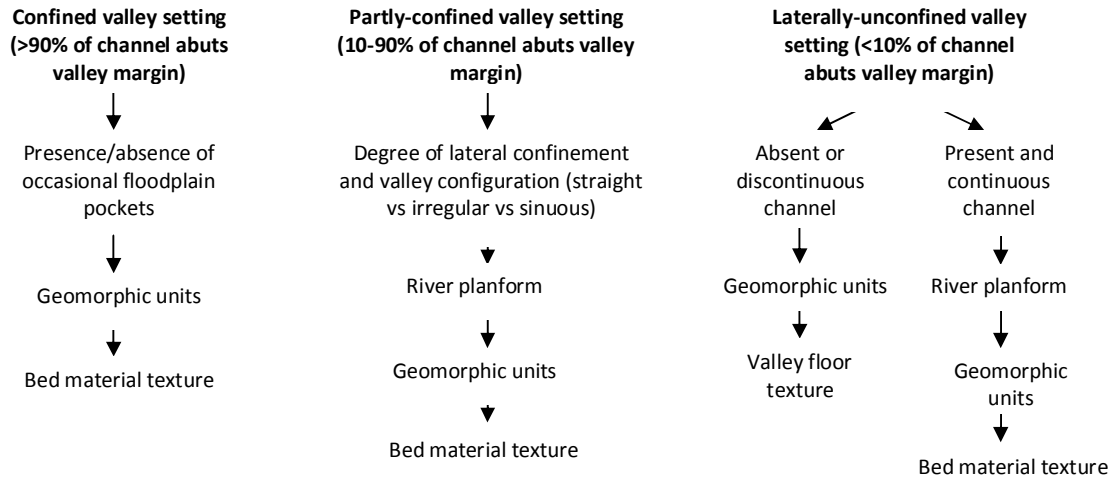 Confined valley setting
(>90% of channel abuts
valley margin)
Presence/absence of
occasional floodplain
pockets
Geomorphic units
Bed material texture
Partly-confined valley setting
(10-90% of channel abuts valley
margin)
Degree of lateral confinement
and valley configuration (straight
vs irregular vs sinuous)
River planform
Geomorphic units
Bed material texture
Laterally-unconfined valley
setting (<10% of channel
abuts valley margin)
Absent or
discontinuous
channel
Geomorphic units
Valley floor
texture
Present and
continuous
channel
River planform
Geomorphic
units
Bed material texture